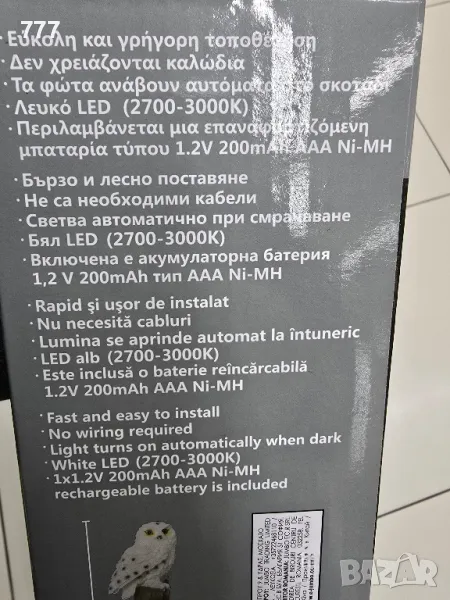 777
· Εύκολη και γρήγορη τοποθέτηση
· Δεν χρειάζονται καλώδια
· Τα φώτα ανάβουν αυτόματα στο σκοτάδι
· Λευκό LED (2700-3000K)
· Περιλαμβάνεται μια επαναφορτιζόμενη
μπαταρία τύπου 1.2V 200mAh AAA Ni-MH
· Бързо и лесно поставяне
· Не са необходими кабели
· Светва автоматично при смрачаване
· Бял LED (2700-3000K)
· Включена е акумулаторна батерия
1,2 V 200mAh тип AAA Ni-MH
· Rapid şi uşor de instalat
· Nu necesită cabluri
· Lumina se aprinde automat la întuneric
· LED alb (2700-3000K)
· Este inclusă o baterie reîncărcabilă
1.2V 200mAh AAA Ni-MH
· Fast and easy to install
· No wiring required
· Light turns on automatically when dark
· White LED (2700-3000K)
· 1x1.2V 200mAh AAA Ni-MH
rechargeable battery is included
bazar